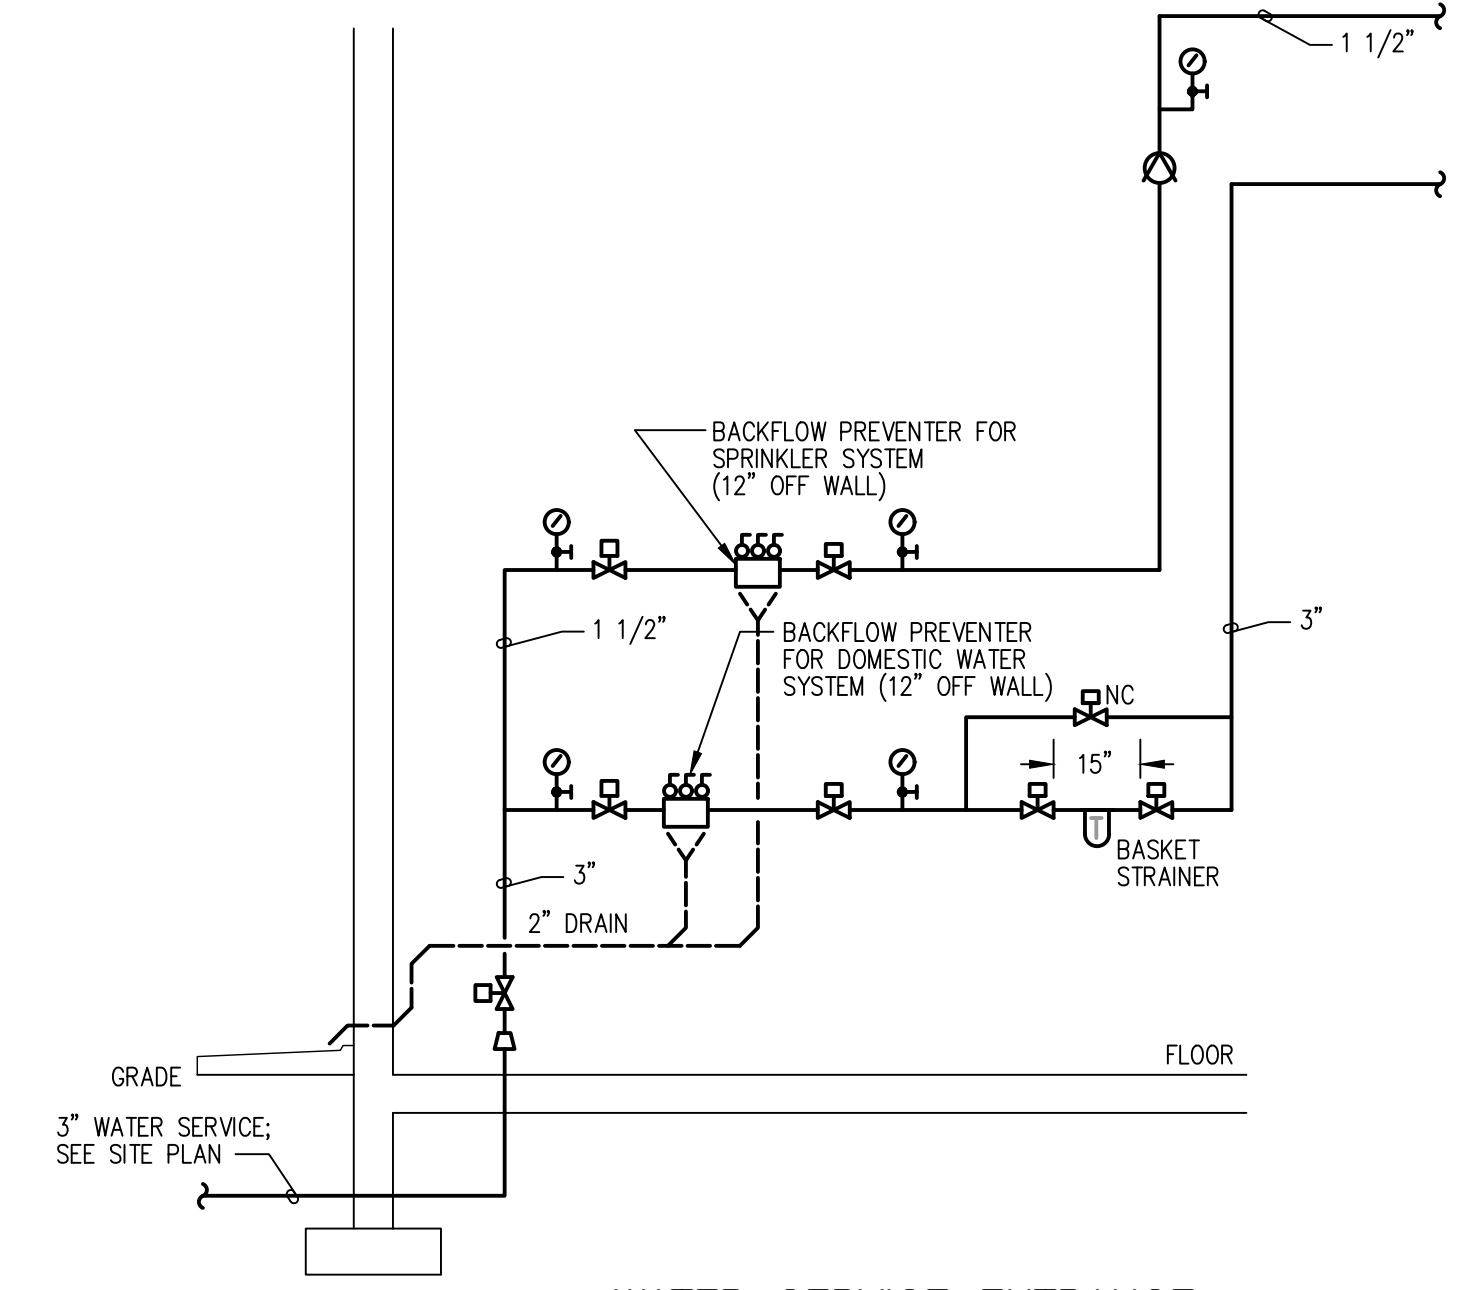 1 1/2”
BACKFLOW PREVENTER FOR
SPRINKLER SYSTEM
(12” OFF WALL)
1 1/2”
BACKFLOW PREVENTER
FOR DOMESTIC WATER
SYSTEM (12” OFF WALL)
3”
NC
15”
BASKET
STRAINER
3”
2” DRAIN
T
FLOOR
GRADE
3” WATER SERVICE;
SEE SITE PLAN